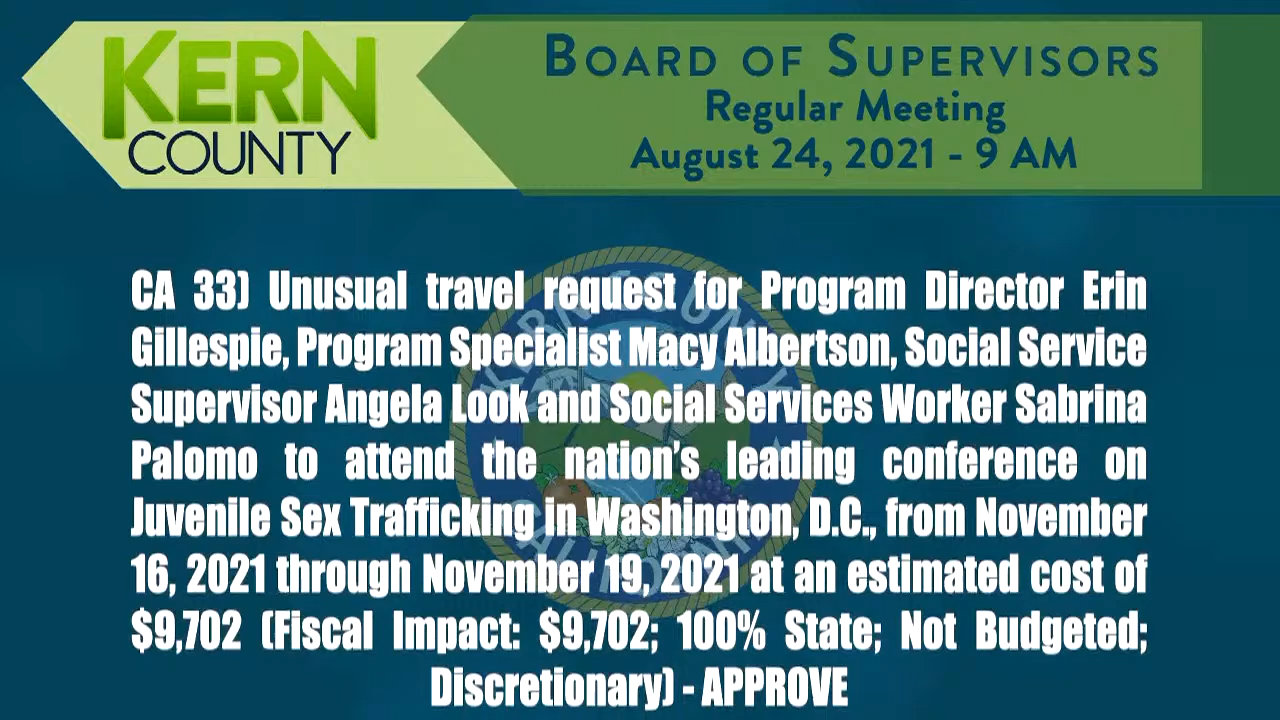 KERN
COUNTY
BOARD OF SUPERVISORS
Regular Meeting
August 24, 2021 - 9 AM
CA 33) Unusual travel request for Program Director Erin
Gillespie, Program Specialist Macy Albertson, Social Service
Supervisor Angela Look and Social Services Worker Sabrina
Palomo to attend the nation's leading conference on
Juvenile Sex Trafficking in Washington, D.C., from November
16, 2021 through November 19, 2021 at an estimated cost of
$9,702 (Fiscal Impact: $9,702; 100% State; Not Budgeted;
Discretionary) - APPROVE